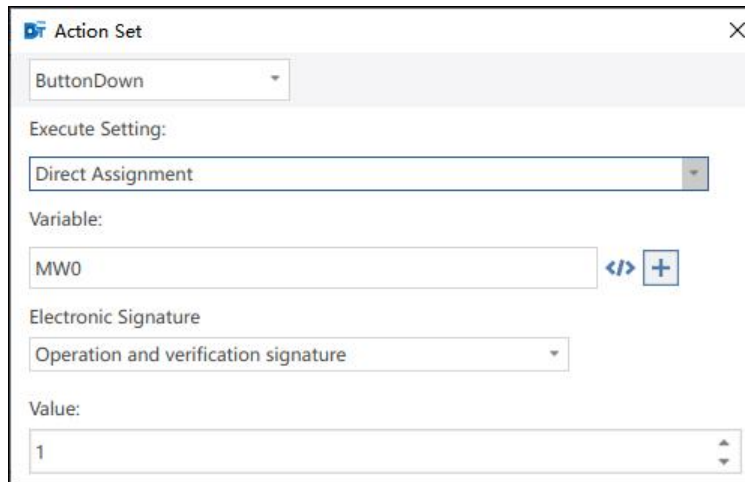 DT Action Set
ButtonDown
Execute Setting:
Direct Assignment
Variable:
MW0 </> +
Electronic Signature
Operation and verification signature
Value:
1